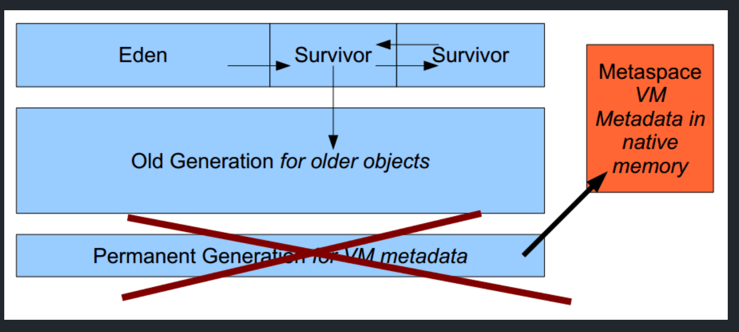 Eden
Survivor
Survivor
Metaspace
VM
Metadata in
native
memory
Old Generation for older objects
Permanent Generation for VM metadata